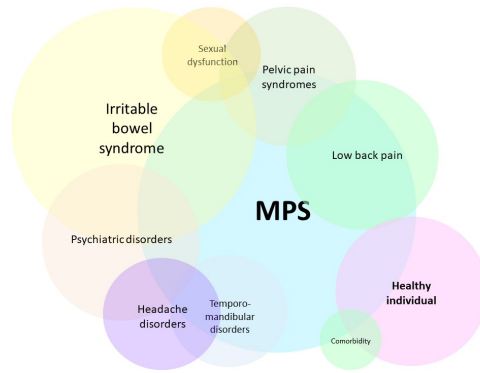 Sexual
dysfunction
Pelvic pain
syndromes
Irritable
bowel
syndrome
Low back pain
MPS
Psychiatric disorders
Healthy
individual
Headache
disorders
Temporo-
mandibular
disorders
Comorbidity